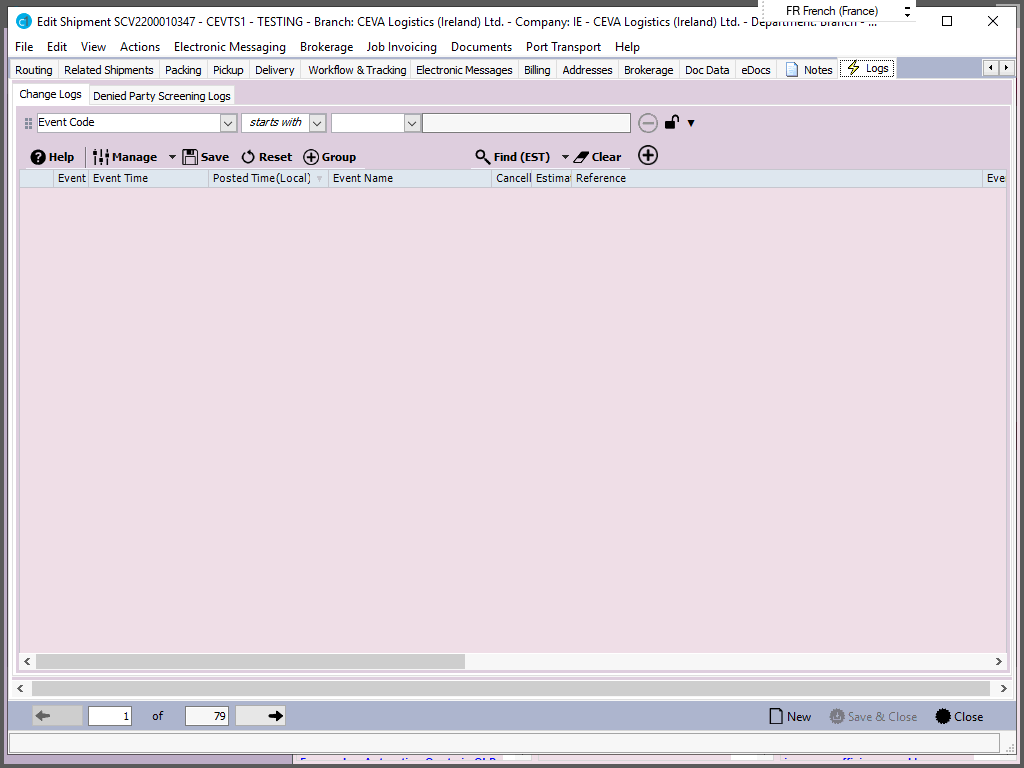 Edit Shipment SCV2200010347 - CEVTS1 - TESTING - Branch: CEVA Logistics (Ireland) Ltd. - Company: IE - CEVA Logistics (Ireland) Ltd. - Department: Branch - ...
FR French (France)
File Edit View Actions Electronic Messaging Brokerage Job Invoicing Documents Port Transport Help
Routing Related Shipments Packing Pickup Delivery Workflow & Tracking Electronic Messages Billing Addresses Brokerage Doc Data eDocs Notes Logs
Change Logs Denied Party Screening Logs
Event Code starts with
Help Manage Save Reset Group Find (EST) Clear
Event Event Time Posted Time(Local) Event Name Cancell Estimat Reference Eve
1 of 79 New Save & Close Close